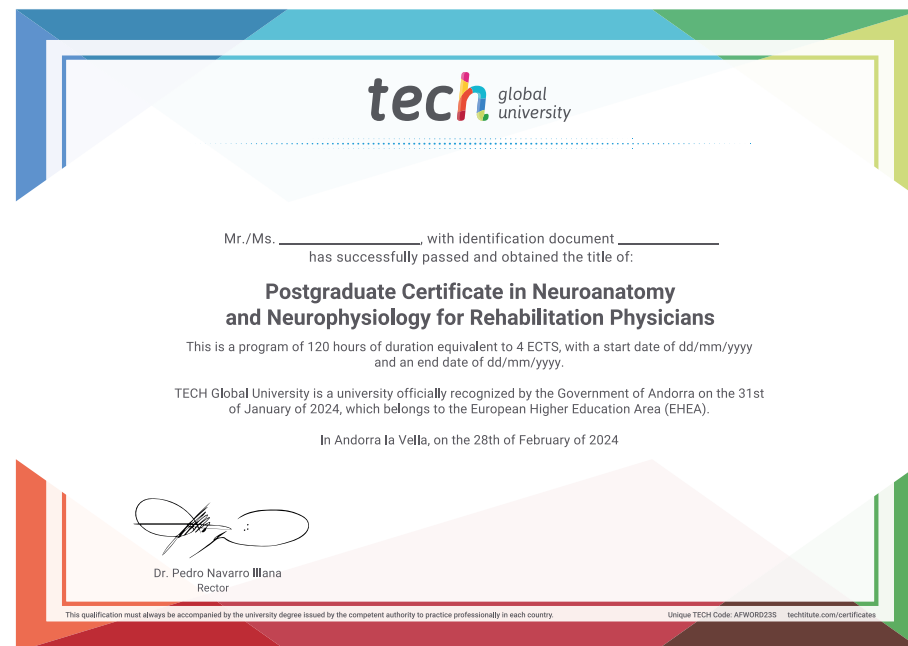 tech global
university
Mr./Ms. ____________________, with identification document ______________
has successfully passed and obtained the title of:
Postgraduate Certificate in Neuroanatomy
and Neurophysiology for Rehabilitation Physicians
This is a program of 120 hours of duration equivalent to 4 ECTS, with a start date of dd/mm/yyyy
and an end date of dd/mm/yyyy.
TECH Global University is a university officially recognized by the Government of Andorra on the 31st
of January of 2024, which belongs to the European Higher Education Area (EHEA).
In Andorra la Vella, on the 28th of February of 2024
Dr. Pedro Navarro Illana
Rector
This qualification must always be accompanied by the university degree issued by the competent authority to practice professionally in each country.
Unique TECH Code: AFWORD23S techtitute.com/certificates